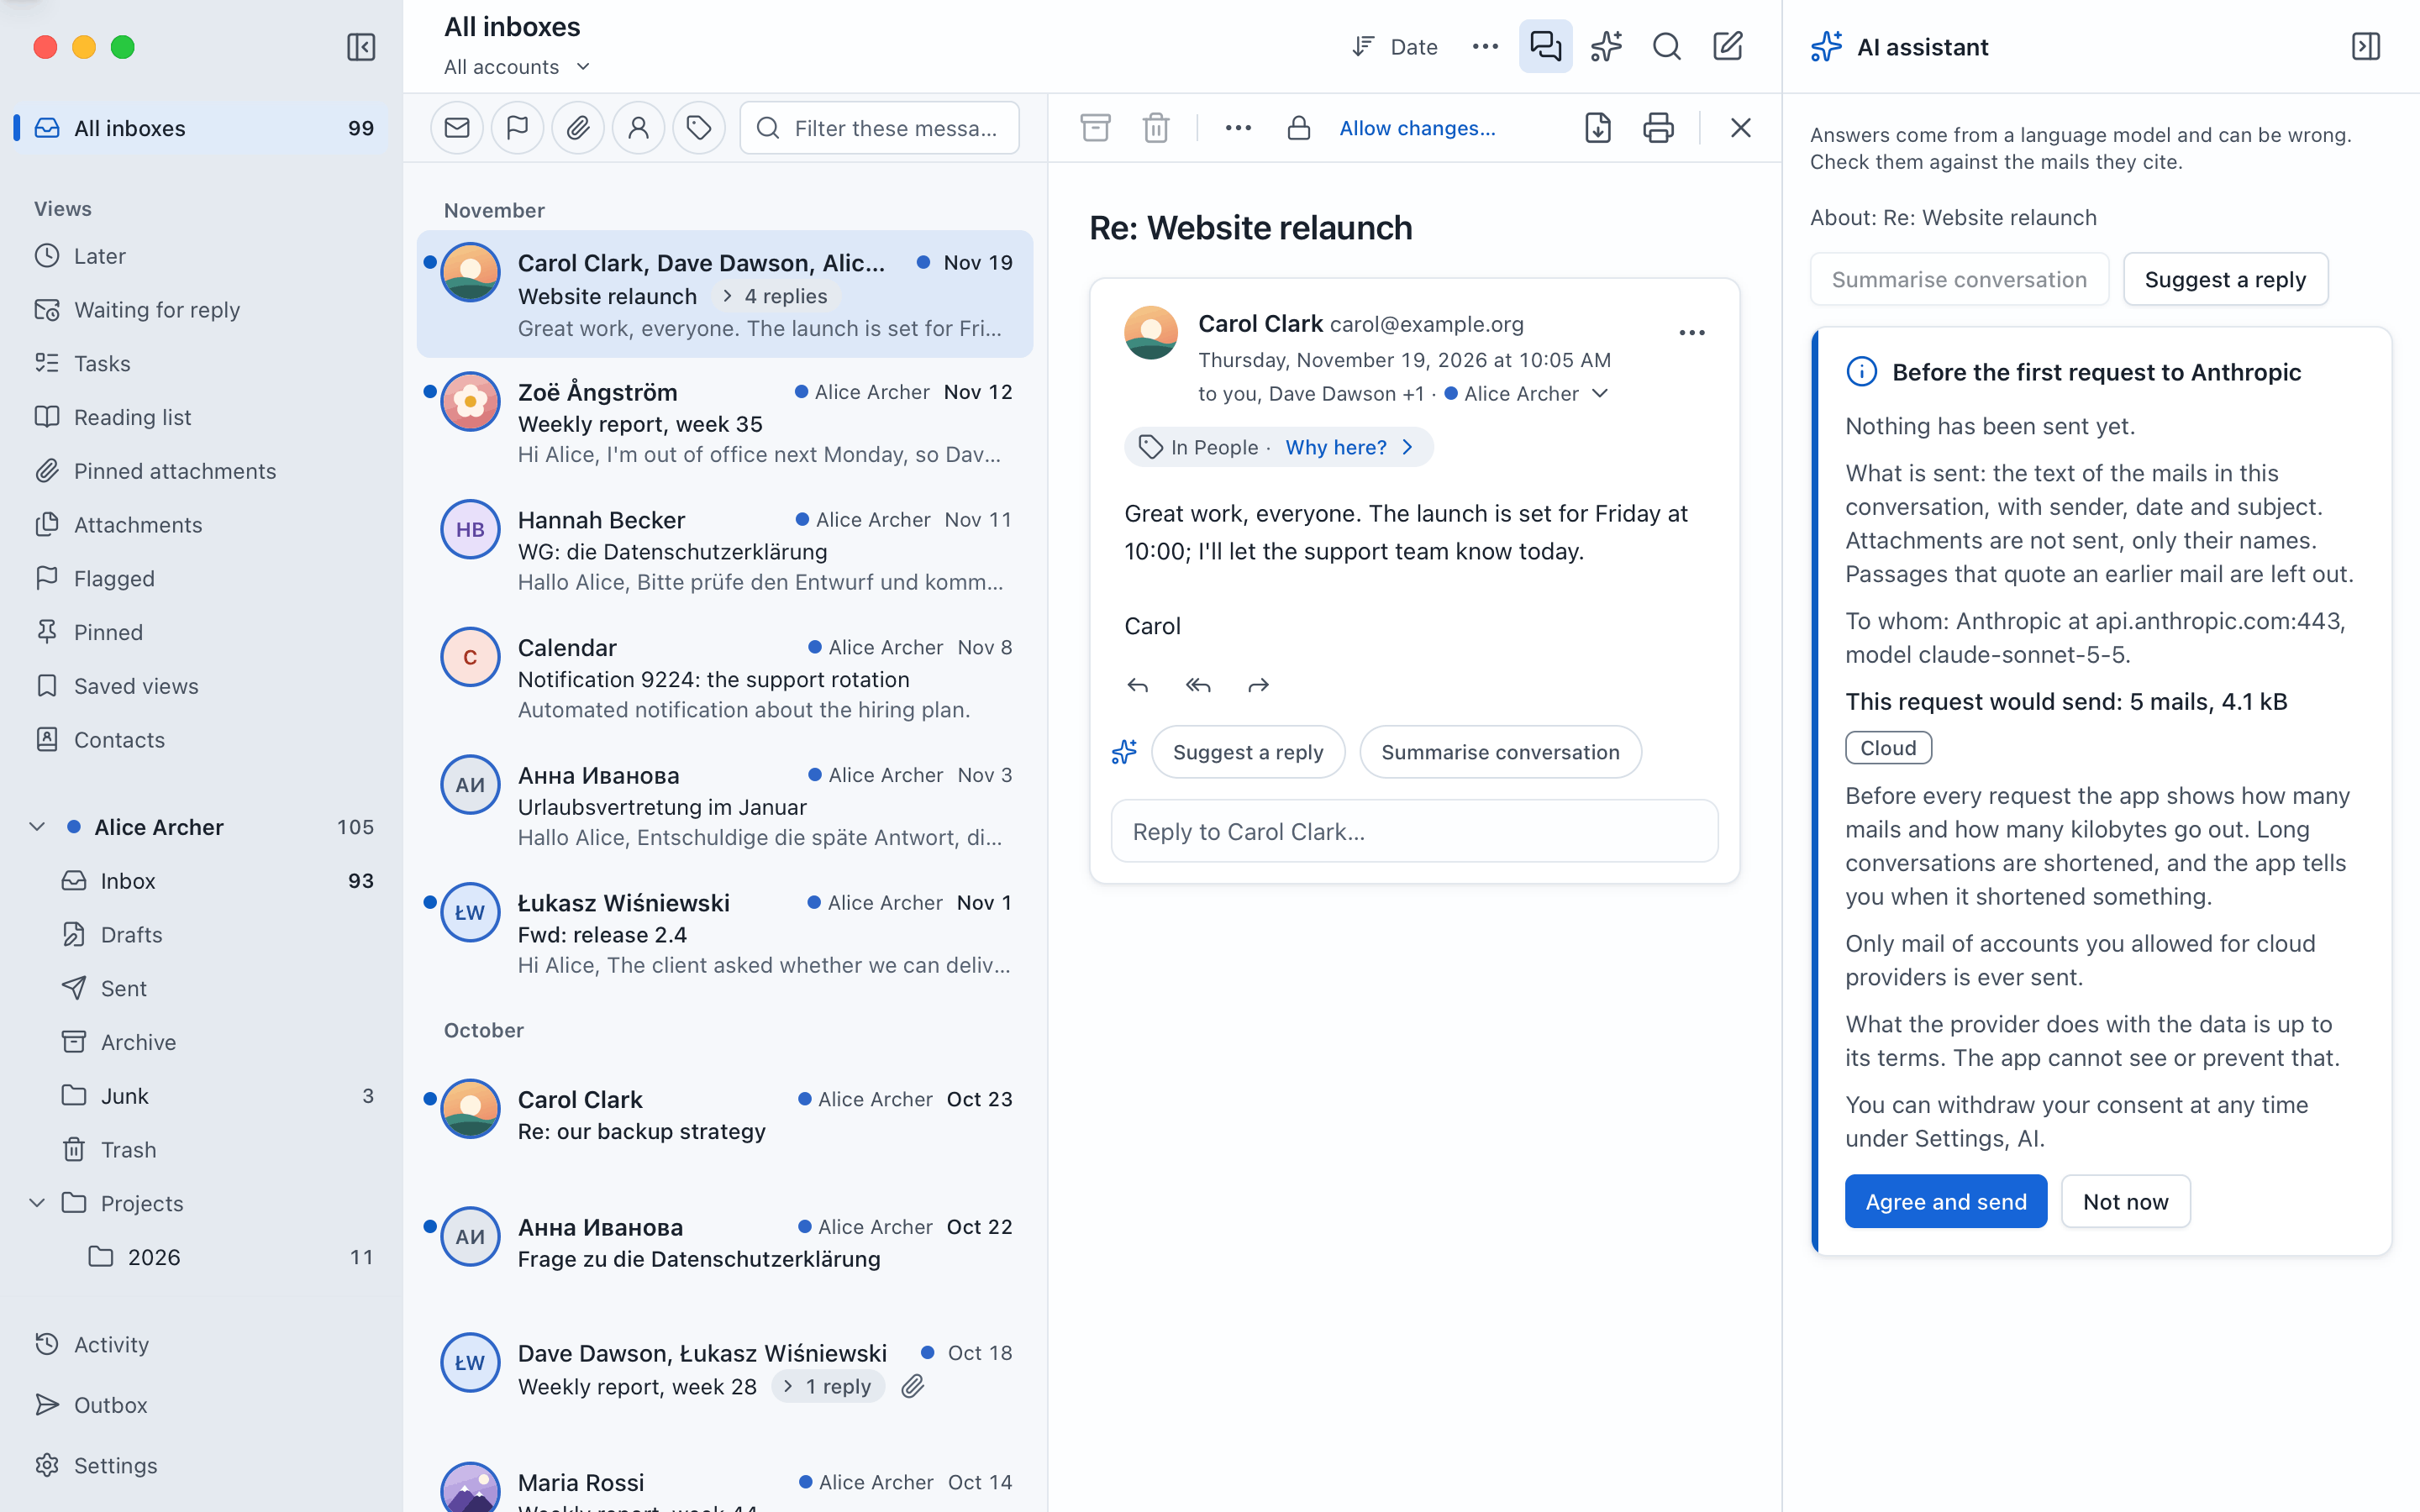 All inboxes 99
Views
Later
Waiting for reply
Tasks
Reading list
Pinned attachments
Attachments
Flagged
Pinned
Saved views
Contacts
Alice Archer 105
Inbox 93
Drafts
Sent
Archive
Junk 3
Trash
Projects
2026 11
Activity
Outbox
Settings
All inboxes
All accounts
Date
Filter these messa...
November
Carol Clark, Dave Dawson, Alic... Nov 19
Website relaunch 4 replies
Great work, everyone. The launch is set for Fri...
Zoë Ångström Alice Archer Nov 12
Weekly report, week 35
Hi Alice, I'm out of office next Monday, so Dav...
HB
Hannah Becker Alice Archer Nov 11
WG: die Datenschutzerklärung
Hallo Alice, Bitte prüfe den Entwurf und komm...
C
Calendar Alice Archer Nov 8
Notification 9224: the support rotation
Automated notification about the hiring plan.
АИ
Анна Иванова Alice Archer Nov 3
Urlaubsvertretung im Januar
Hallo Alice, Entschuldige die späte Antwort, di...
ŁW
Łukasz Wiśniewski Alice Archer Nov 1
Fwd: release 2.4
Hi Alice, The client asked whether we can deliv...
October
Carol Clark Alice Archer Oct 23
Re: our backup strategy
АИ
Анна Иванова Alice Archer Oct 22
Frage zu die Datenschutzerklärung
ŁW
Dave Dawson, Łukasz Wiśniewski Oct 18
Weekly report, week 28 1 reply
Maria Rossi Alice Archer Oct 14
Weekly report, week 44
Allow changes...
Re: Website relaunch
Carol Clark carol@example.org
Thursday, November 19, 2026 at 10:05 AM
to you, Dave Dawson +1 · Alice Archer
In People · Why here?
Great work, everyone. The launch is set for Friday at
10:00; I'll let the support team know today.
Carol
Suggest a reply Summarise conversation
Reply to Carol Clark...
AI assistant
Answers come from a language model and can be wrong.
Check them against the mails they cite.
About: Re: Website relaunch
Summarise conversation Suggest a reply
Before the first request to Anthropic
Nothing has been sent yet.
What is sent: the text of the mails in this
conversation, with sender, date and subject.
Attachments are not sent, only their names.
Passages that quote an earlier mail are left out.
To whom: Anthropic at api.anthropic.com:443,
model claude-sonnet-5-5.
This request would send: 5 mails, 4.1 kB
Cloud
Before every request the app shows how many
mails and how many kilobytes go out. Long
conversations are shortened, and the app tells
you when it shortened something.
Only mail of accounts you allowed for cloud
providers is ever sent.
What the provider does with the data is up to
its terms. The app cannot see or prevent that.
You can withdraw your consent at any time
under Settings, AI.
Agree and send Not now